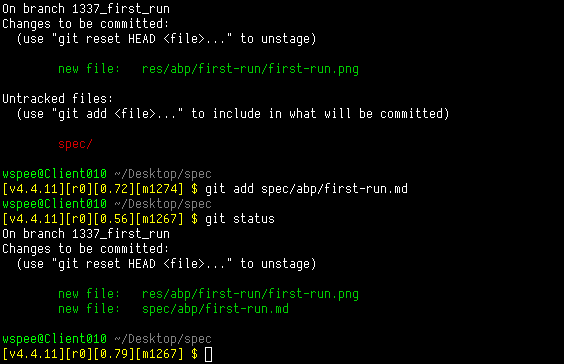 On branch 1337_first_run
Changes to be committed:
  (use "git reset HEAD <file>..." to unstage)
        new file:   res/abp/first-run/first-run.png
Untracked files:
  (use "git add <file>..." to include in what will be committed)
        spec/
wspee@Client010 ~/Desktop/spec
[v4.4.11][r0][0.72][m1274] $ git add spec/abp/first-run.md
wspee@Client010 ~/Desktop/spec
[v4.4.11][r0][0.56][m1267] $ git status
On branch 1337_first_run
Changes to be committed:
  (use "git reset HEAD <file>..." to unstage)
        new file:   res/abp/first-run/first-run.png
        new file:   spec/abp/first-run.md
wspee@Client010 ~/Desktop/spec
[v4.4.11][r0][0.79][m1267] $